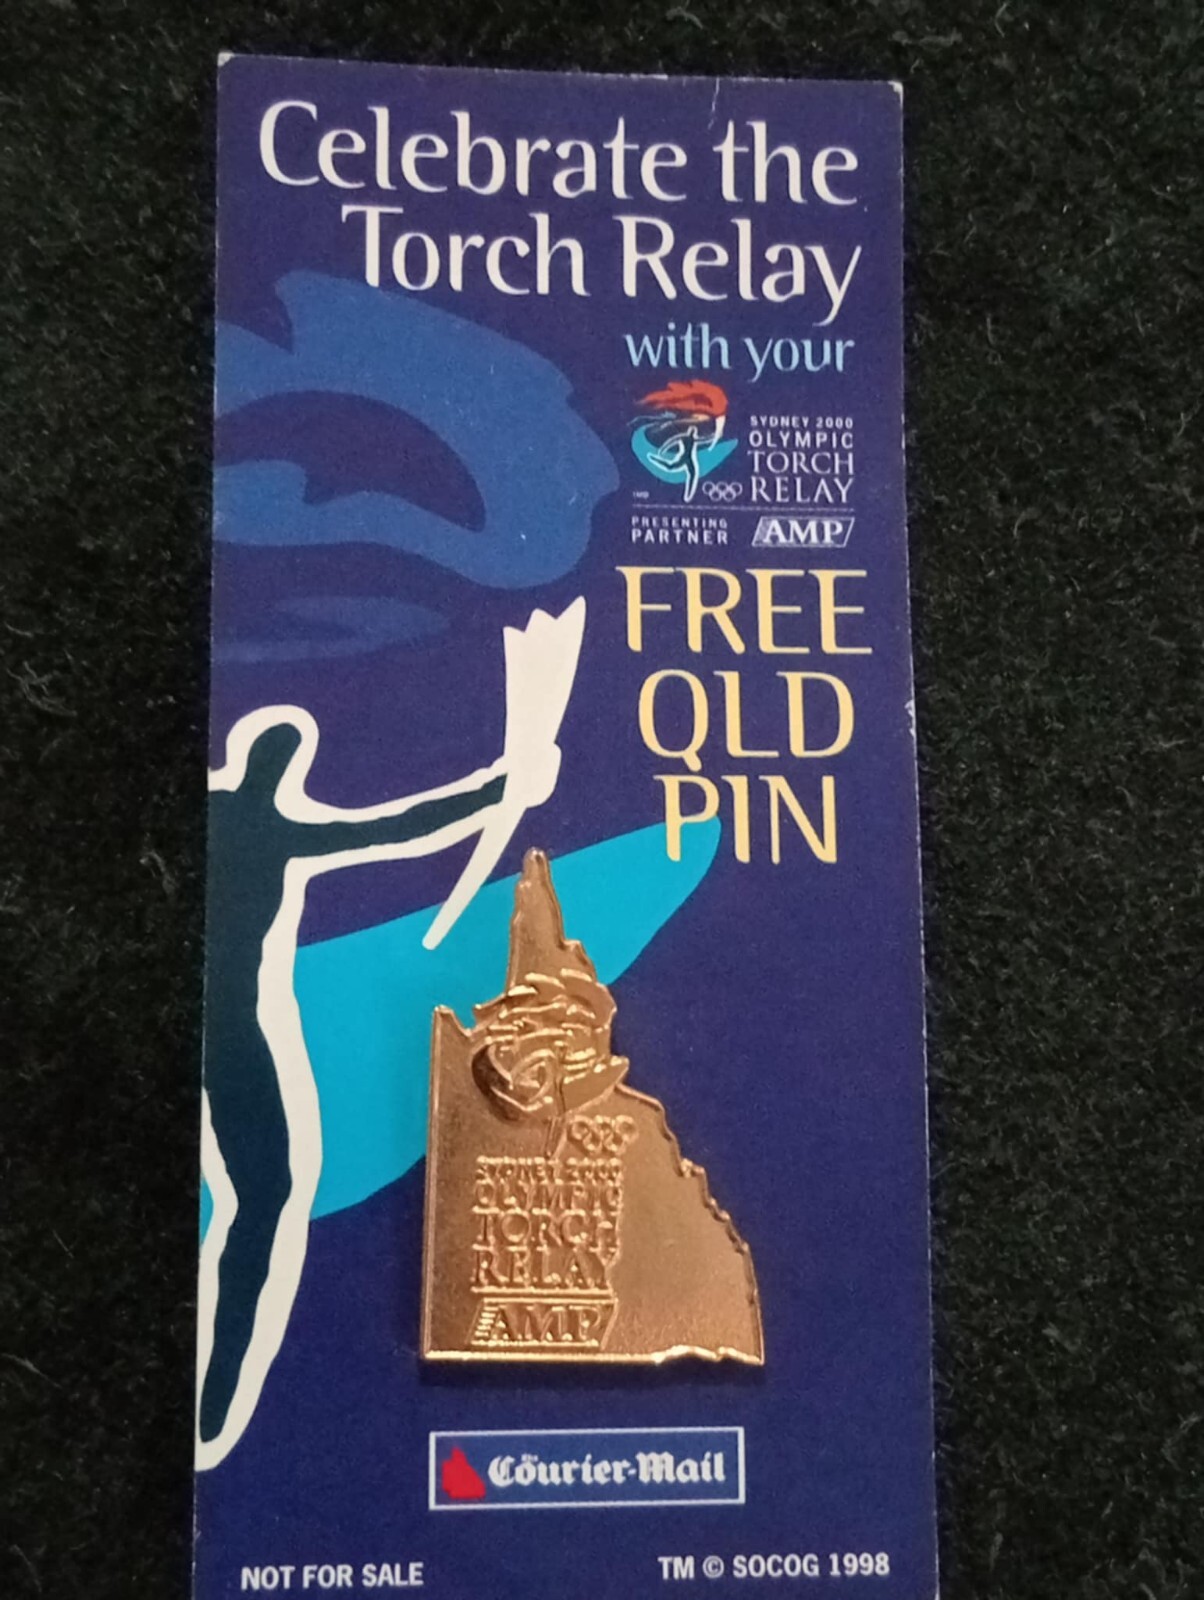 Celebrate the
Torch Relay
with your
SYDNEY 2000
OLYMPIC
TORCH
RELAY
PRESENTING
PARTNER
AMP
FREE
QLD
PIN
SYDNEY 2000
OLYMPIC
TORCH
RELAY
AMP
The Courier-Mail
NOT FOR SALE
TM © SOCOG 1998